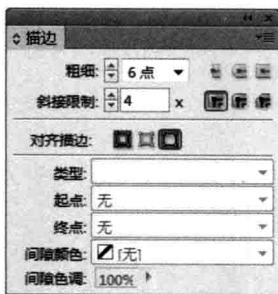 描边
粗细: 6 点
斜接限制: 4 x
对齐描边:
类型:
起点: 无
终点: 无
间隙颜色: [无]
间隙色调: 100%